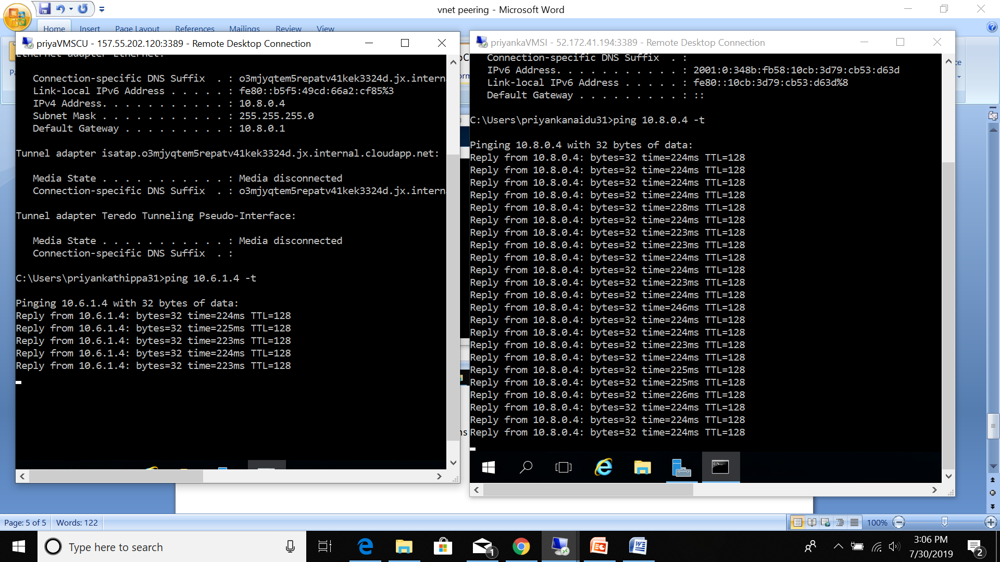 vnet peering - Microsoft Word
Home Insert Page Layout References Mailings Review View
priyaVMSCU - 157.55.202.120:3389 - Remote Desktop Connection
Ethernet adapter Ethernet:
Connection-specific DNS Suffix . : o3mjyqtem5repatv41kek3324d.jx.intern
Link-local IPv6 Address . . . . . : fe80::b5f5:49cd:66a2:cf85%3
IPv4 Address. . . . . . . . . . . : 10.8.0.4
Subnet Mask . . . . . . . . . . . : 255.255.255.0
Default Gateway . . . . . . . . . : 10.8.0.1
Tunnel adapter isatap.o3mjyqtem5repatv41kek3324d.jx.internal.cloudapp.net:
Media State . . . . . . . . . . . : Media disconnected
Connection-specific DNS Suffix . : o3mjyqtem5repatv41kek3324d.jx.intern
Tunnel adapter Teredo Tunneling Pseudo-Interface:
Media State . . . . . . . . . . . : Media disconnected
Connection-specific DNS Suffix . :
C:\Users\priyankathippa31>ping 10.6.1.4 -t
Pinging 10.6.1.4 with 32 bytes of data:
Reply from 10.6.1.4: bytes=32 time=224ms TTL=128
Reply from 10.6.1.4: bytes=32 time=225ms TTL=128
Reply from 10.6.1.4: bytes=32 time=223ms TTL=128
Reply from 10.6.1.4: bytes=32 time=224ms TTL=128
Reply from 10.6.1.4: bytes=32 time=223ms TTL=128
priyankaVMSI - 52.172.41.194:3389 - Remote Desktop Connection
Connection-specific DNS Suffix . :
IPv6 Address. . . . . . . . . . . : 2001:0:348b:fb58:10cb:3d79:cb53:d63d
Link-local IPv6 Address . . . . . : fe80::10cb:3d79:cb53:d63d%8
Default Gateway . . . . . . . . . : ::
C:\Users\priyankanaidu31>ping 10.8.0.4 -t
Pinging 10.8.0.4 with 32 bytes of data:
Reply from 10.8.0.4: bytes=32 time=224ms TTL=128
Reply from 10.8.0.4: bytes=32 time=224ms TTL=128
Reply from 10.8.0.4: bytes=32 time=224ms TTL=128
Reply from 10.8.0.4: bytes=32 time=224ms TTL=128
Reply from 10.8.0.4: bytes=32 time=228ms TTL=128
Reply from 10.8.0.4: bytes=32 time=224ms TTL=128
Reply from 10.8.0.4: bytes=32 time=223ms TTL=128
Reply from 10.8.0.4: bytes=32 time=223ms TTL=128
Reply from 10.8.0.4: bytes=32 time=224ms TTL=128
Reply from 10.8.0.4: bytes=32 time=224ms TTL=128
Reply from 10.8.0.4: bytes=32 time=223ms TTL=128
Reply from 10.8.0.4: bytes=32 time=224ms TTL=128
Reply from 10.8.0.4: bytes=32 time=246ms TTL=128
Reply from 10.8.0.4: bytes=32 time=224ms TTL=128
Reply from 10.8.0.4: bytes=32 time=224ms TTL=128
Reply from 10.8.0.4: bytes=32 time=223ms TTL=128
Reply from 10.8.0.4: bytes=32 time=224ms TTL=128
Reply from 10.8.0.4: bytes=32 time=225ms TTL=128
Reply from 10.8.0.4: bytes=32 time=225ms TTL=128
Reply from 10.8.0.4: bytes=32 time=226ms TTL=128
Reply from 10.8.0.4: bytes=32 time=224ms TTL=128
Reply from 10.8.0.4: bytes=32 time=224ms TTL=128
Reply from 10.8.0.4: bytes=32 time=224ms TTL=128
Page: 5 of 5 Words: 122
100%
Type here to search
1
3:06 PM
7/30/2019
2